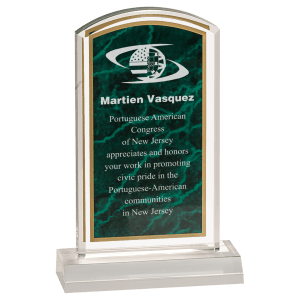 Martien Vasquez
Portuguese American
Congress
of New Jersey
appreciates and honors
your work in promoting
civic pride in the
Portuguese-American
communities
in New Jersey